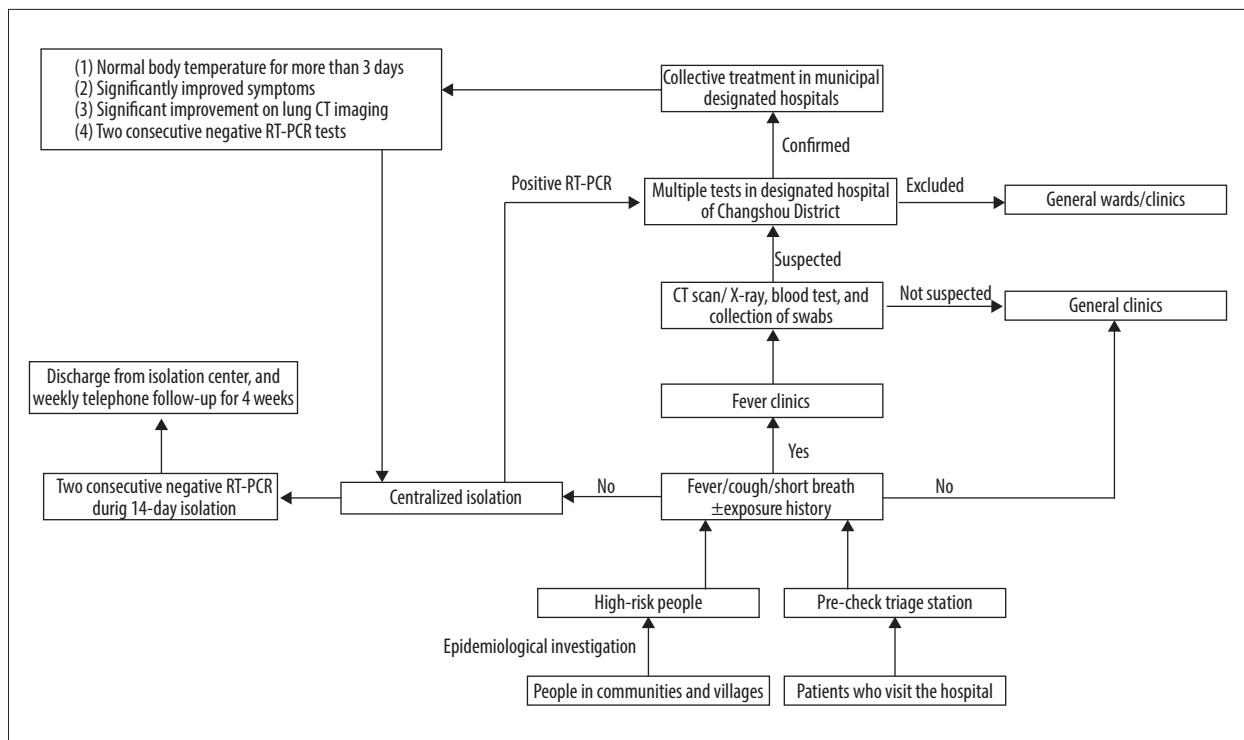 (1) Normal body temperature for more than 3 days
(2) Significantly improved symptoms
(3) Significant improvement on lung CT imaging
(4) Two consecutive negative RT-PCR tests
Collective treatment in municipal
designated hospitals
Confirmed
Positive RT-PCR
Multiple tests in designated hospital
of Changshou District
Excluded
General wards/clinics
Suspected
CT scan/ X-ray, blood test, and
collection of swabs
Not suspected
General clinics
Discharge from isolation center, and
weekly telephone follow-up for 4 weeks
Fever clinics
Yes
Two consecutive negative RT-PCR
durig 14-day isolation
Centralized isolation
No
Fever/cough/short breath
±exposure history
No
High-risk people
Pre-check triage station
Epidemiological investigation
People in communities and villages
Patients who visit the hospital